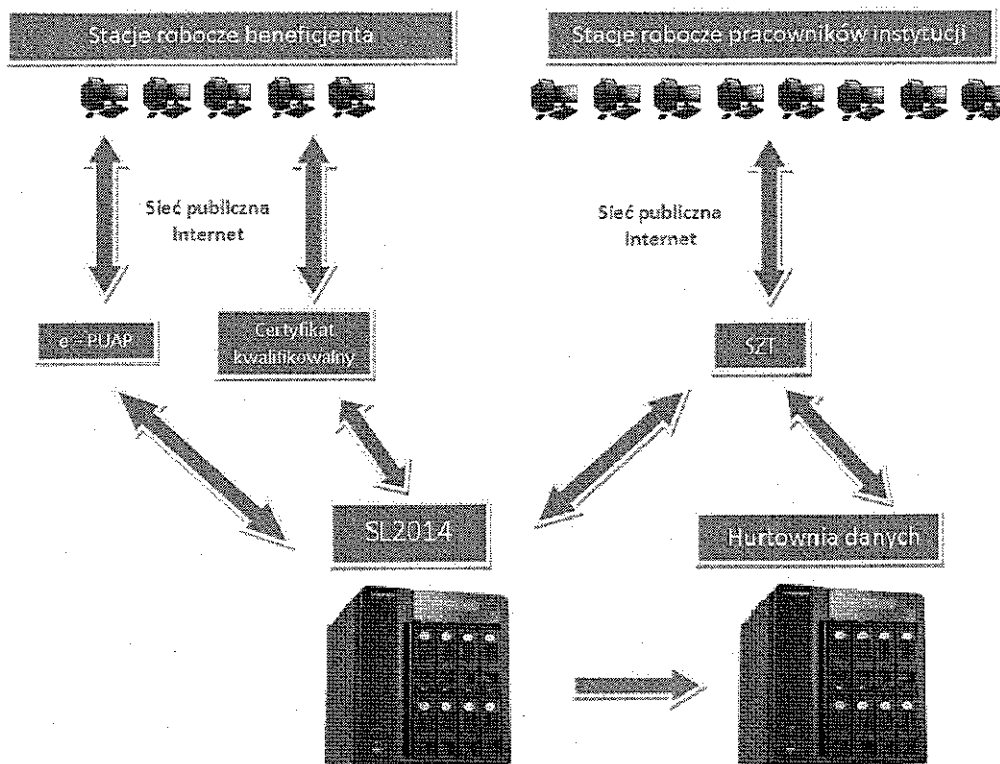 Stacje robocze beneficjenta
Stacje robocze pracowników instytucji
Sieć publiczna
Internet
Sieć publiczna
Internet
e – PUAP
Certyfikat
kwalifikowalny
SZT
SL2014
Hurtownia danych